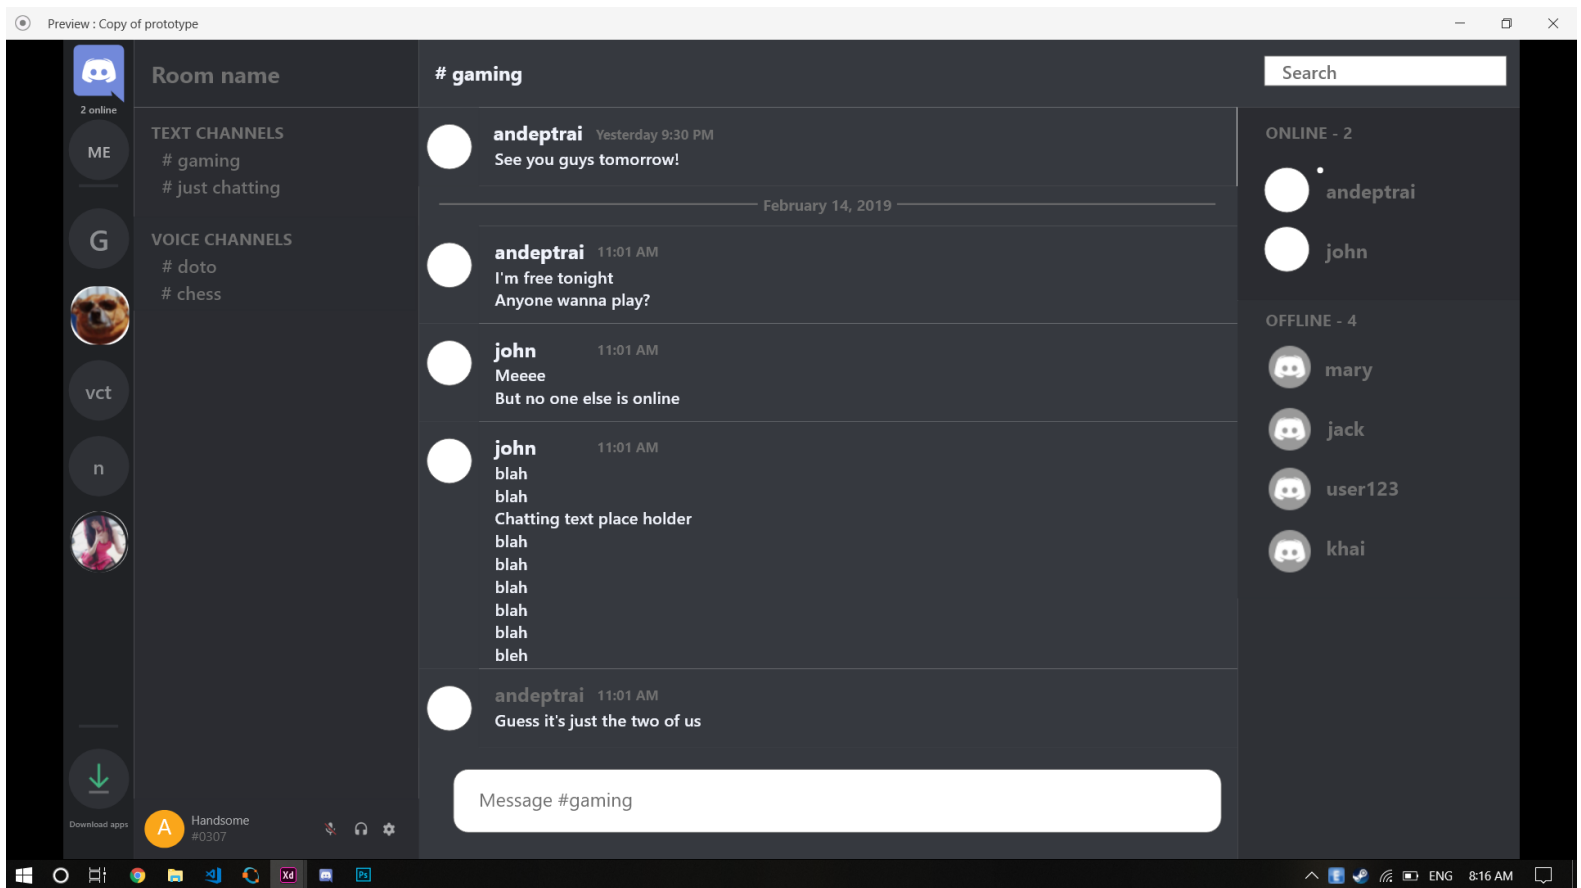 Preview : Copy of prototype
2 online
ME
G
vct
n
Download apps
Room name
TEXT CHANNELS
# gaming
# just chatting
VOICE CHANNELS
# doto
# chess
A
Handsome
#0307
# gaming
Search
andeptrai Yesterday 9:30 PM
See you guys tomorrow!
February 14, 2019
andeptrai 11:01 AM
I'm free tonight
Anyone wanna play?
john 11:01 AM
Meeee
But no one else is online
john 11:01 AM
blah
blah
Chatting text place holder
blah
blah
blah
blah
blah
bleh
andeptrai 11:01 AM
Guess it's just the two of us
Message #gaming
ONLINE - 2
andeptrai
john
OFFLINE - 4
mary
jack
user123
khai
Xd
Ps
ENG
8:16 AM